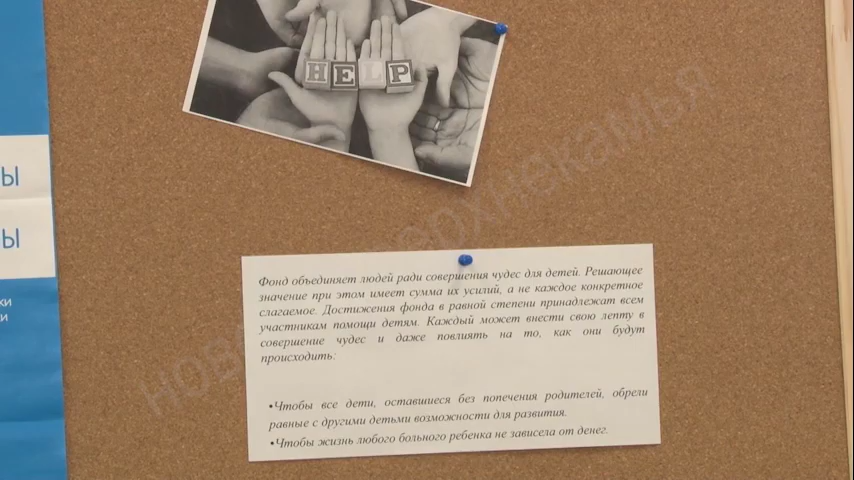 HELP
НОВОСТИ ВЕРХНЕКАМЬЯ
Ы
Ы
ки
и
Фонд объединяет людей ради совершения чудес для детей. Решающее
значение при этом имеет сумма их усилий, а не каждое конкретное
слагаемое. Достижения фонда в равной степени принадлежат всем
участникам помощи детям. Каждый может внести свою лепту в
совершение чудес и даже повлиять на то, как они будут
происходить:
•Чтобы все дети, оставшиеся без попечения родителей, обрели
равные с другими детьми возможности для развития.
•Чтобы жизнь любого больного ребенка не зависела от денег.